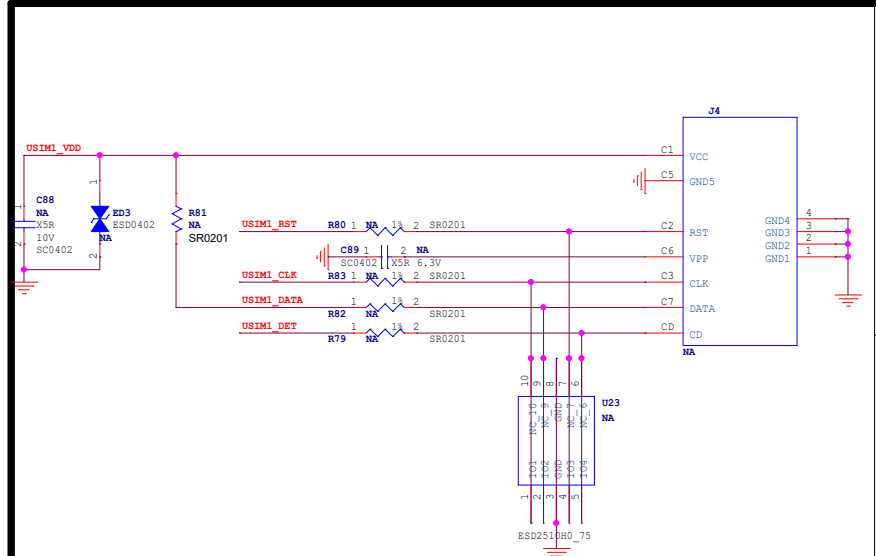 J4
USIM1_VDD
C1
VCC
C5
GND5
1
1
C88
NA
X5R
10V
SC0402
2
ED3
ESD0402
NA
2
R81
NA
SR0201
USIM1_RST
R80 1 NA 1% 2 SR0201
C2
RST
GND4 4
GND3 3
GND2 2
GND1 1
C89 1 2 NA
SC0402 X5R 6.3V
C6
VPP
USIM1_CLK
R83 1 NA 1% 2 SR0201
C3
CLK
USIM1_DATA
1 1% 2
R82 NA SR0201
C7
DATA
USIM1_DET
1 1% 2
R79 NA SR0201
CD
CD
NA
10 9 8 7 6
U23
NA
NC_10 NC_9 GND NC_7 NC_6
IO1 IO2 GND IO3 IO4
1 2 3 4 5
ESD2510H0_75